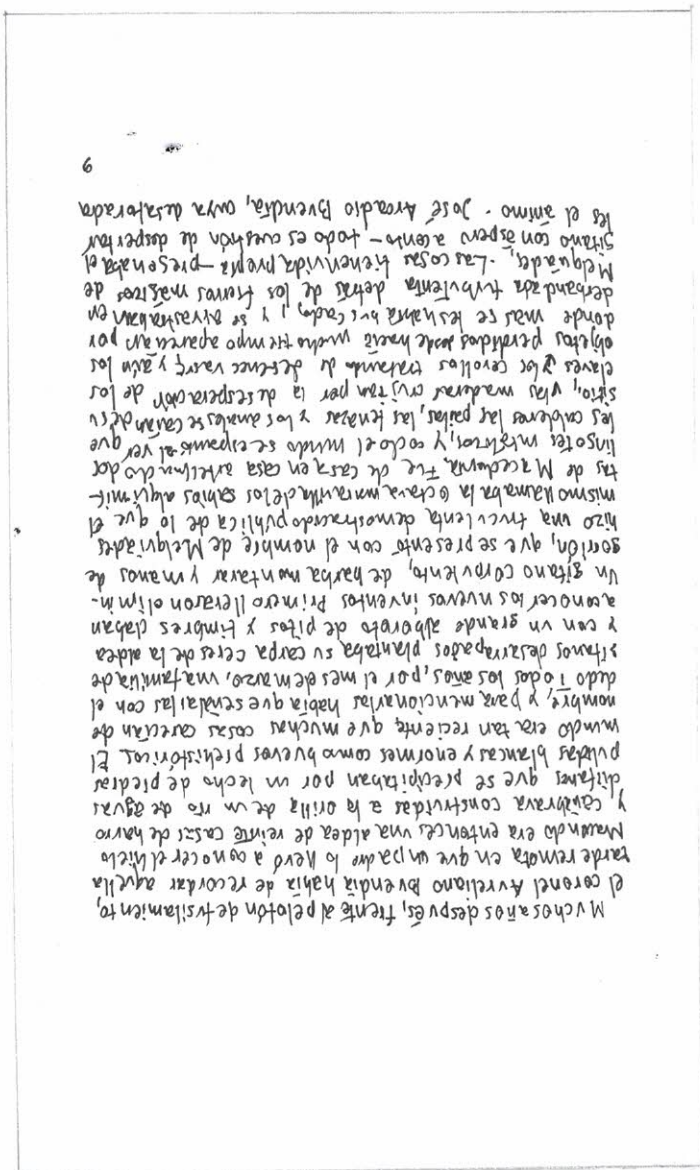 Muchos años después, frente al pelotón de fusilamiento,
el coronel Aureliano Buendía había de recordar aquella
tarde remota en que un padre lo llevó a conocer el hielo
Macondo era entonces una aldea de veinte casas de barro
y cañabrava construidas a la orilla de un río de aguas
diáfanas que se precipitaban por un lecho de piedras
pulidas blancas y enormes como huevos prehistóricos. El
mundo era tan reciente, que muchas cosas carecían de
nombre, y para mencionarlas había que señalarlas con el
dedo Todos los años, por el mes de marzo, una familia de
gitanos desarrapados plantaba su carpa cerca de la aldea
y con un grande alboroto de pitos y timbres daban
a conocer los nuevos inventos Primero llevaron el imán-
Un gitano corpulento, de barba montaraz y manos de
gorrión, que se presentó con el nombre de Melquiades
hizo una truculenta demostración pública de lo que él
mismo llamaba la octava maravilla de los sabios alquimis-
tas de Macedonia. Fue de casa en casa arrastrando dos
lingotes metálicos, y todo el mundo se espantó al ver que
los calderos las pailas, las tenazas y los anafes se caían de su
sitio, y las maderas crujían por la desesperación de los
clavos y los tornillos tratando de desenclavarse, y aún los
objetos perdidos desde hacía mucho tiempo aparecían por
donde más se les había buscado, y se arrastraban en
desbandada turbulenta detrás de los fierros mágicos de
Melquíades, -Las cosas tienen vida propia -pregonaba el
gitano con áspero acento- todo es cuestión de despertar
les el ánimo. José Arcadio Buendía, cuya desaforada
9